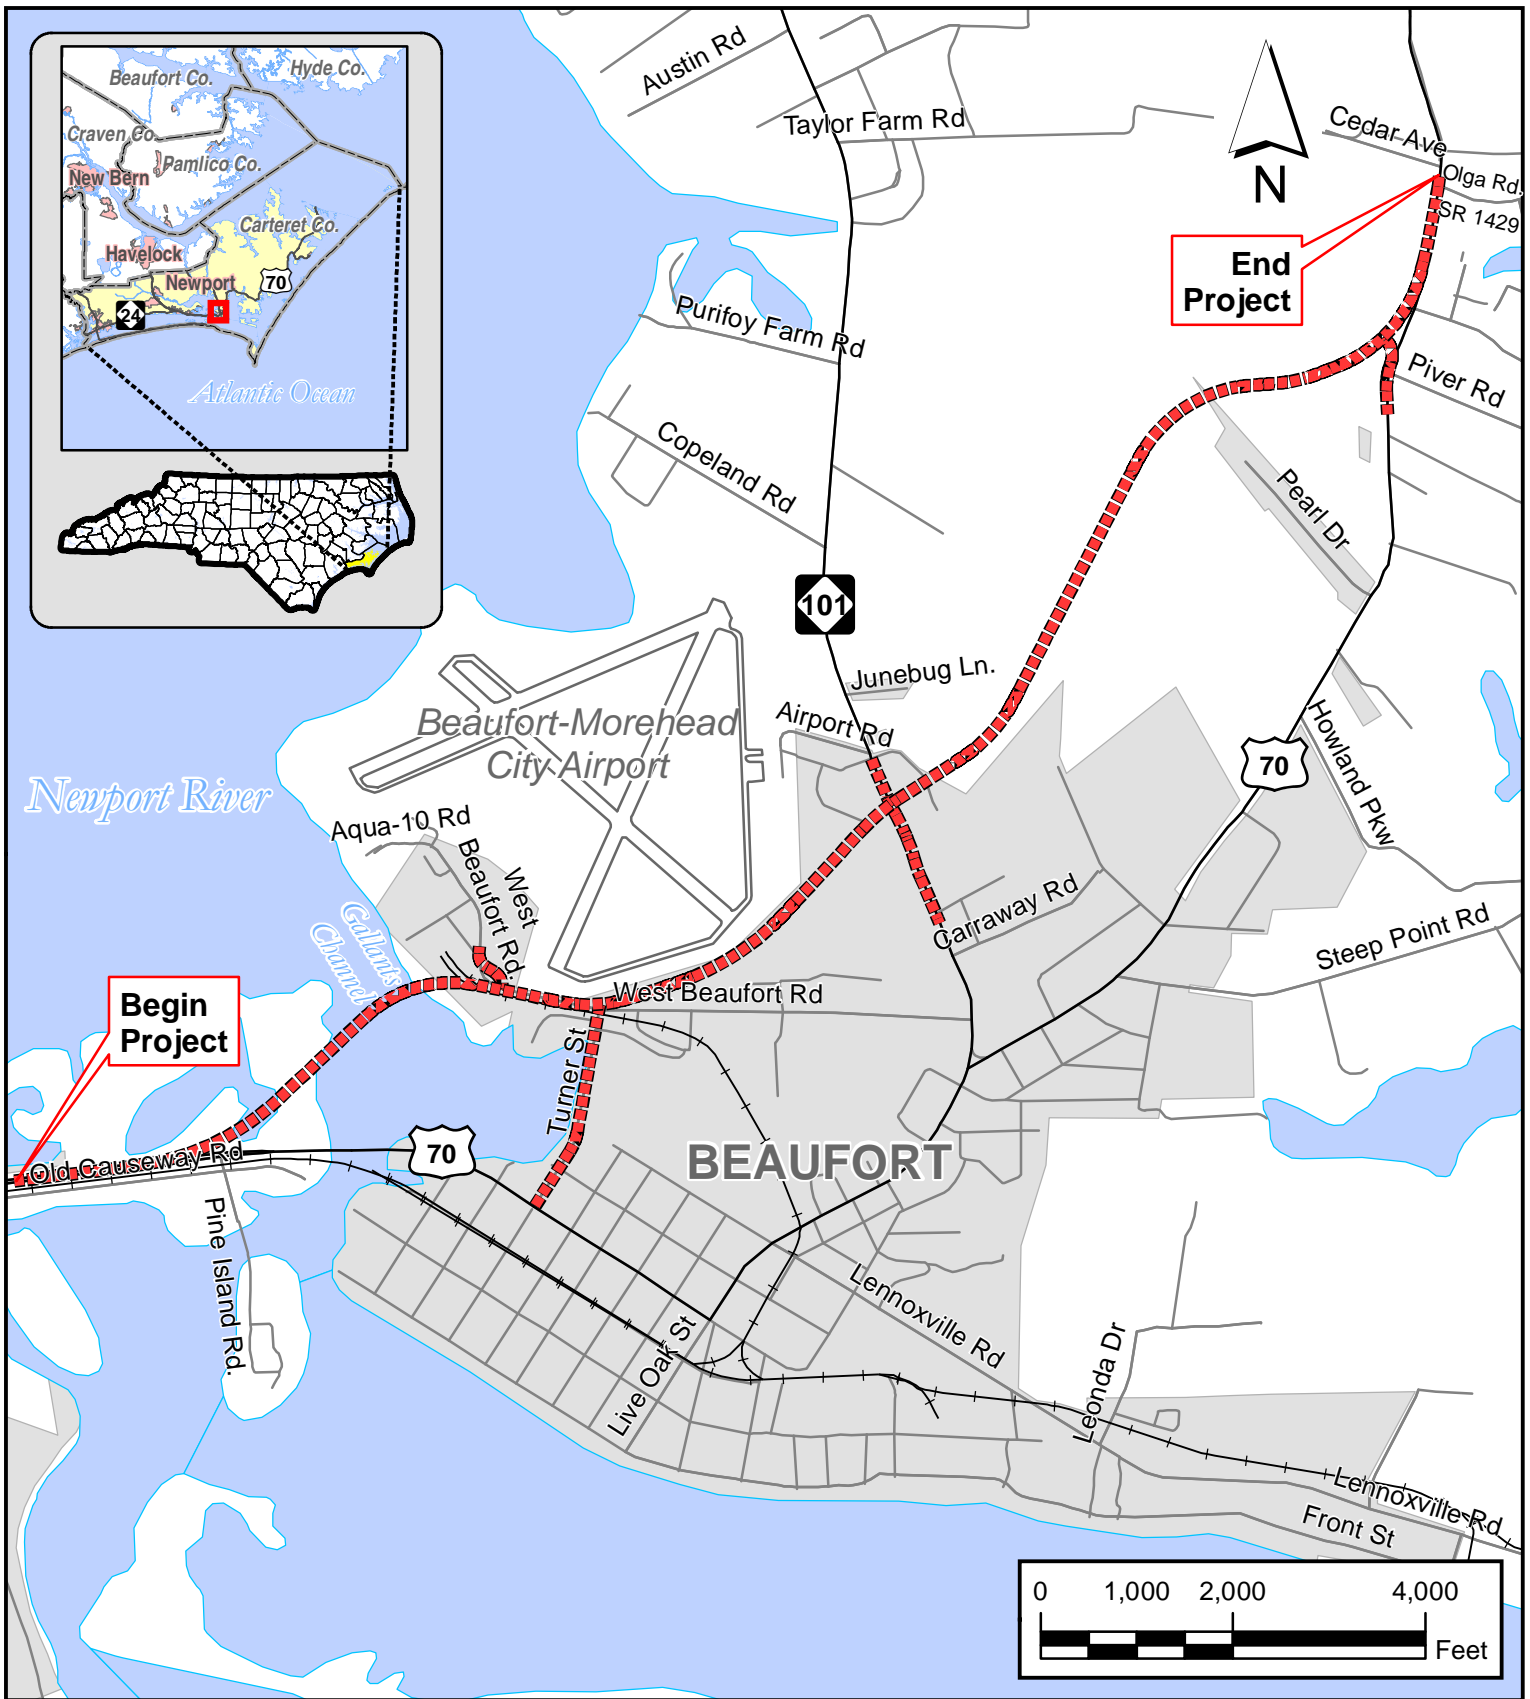 Beaufort Co.
Hyde Co.
Craven Co.
Pamlico Co.
New Bern
Carteret Co.
Havelock
Newport
70
24
Atlantic Ocean
Austin Rd
Taylor Farm Rd
N
Cedar Ave
Olga Rd.
SR 1429
End
Project
Purifoy Farm Rd
Piver Rd
Copeland Rd
Pearl Dr
101
Junebug Ln.
Airport Rd
Beaufort-Morehead
City Airport
Howland Pkw
70
Newport River
Aqua-10 Rd
West
Beaufort Rd.
Carraway Rd
Gallants
Channel
Steep Point Rd
West Beaufort Rd
Begin
Project
Turner St
70
BEAUFORT
Old Causeway Rd
Pine Island Rd.
Lennoxville Rd
Live Oak St
Leonda Dr
Lennoxville Rd
Front St
0 1,000 2,000 4,000
Feet